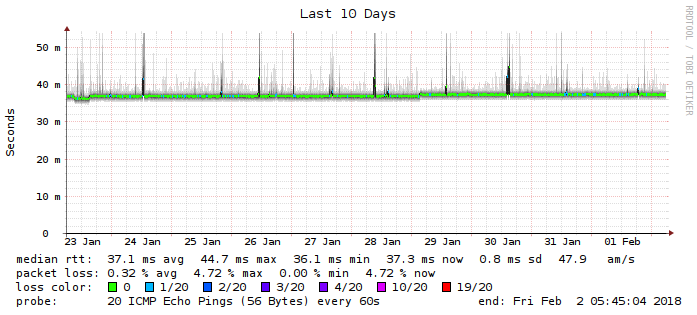 Last 10 Days
RRDTOOL / TOBI OETIKER
Seconds
50 m
40 m
30 m
20 m
10 m
0
23 Jan 24 Jan 25 Jan 26 Jan 27 Jan 28 Jan 29 Jan 30 Jan 31 Jan 01 Feb
median rtt: 37.1 ms avg 44.7 ms max 36.1 ms min 37.3 ms now 0.8 ms sd 47.9 am/s
packet loss: 0.32 % avg 4.72 % max 0.00 % min 4.72 % now
loss color: 0 1/20 2/20 3/20 4/20 10/20 19/20
probe: 20 ICMP Echo Pings (56 Bytes) every 60s end: Fri Feb 2 05:45:04 2018